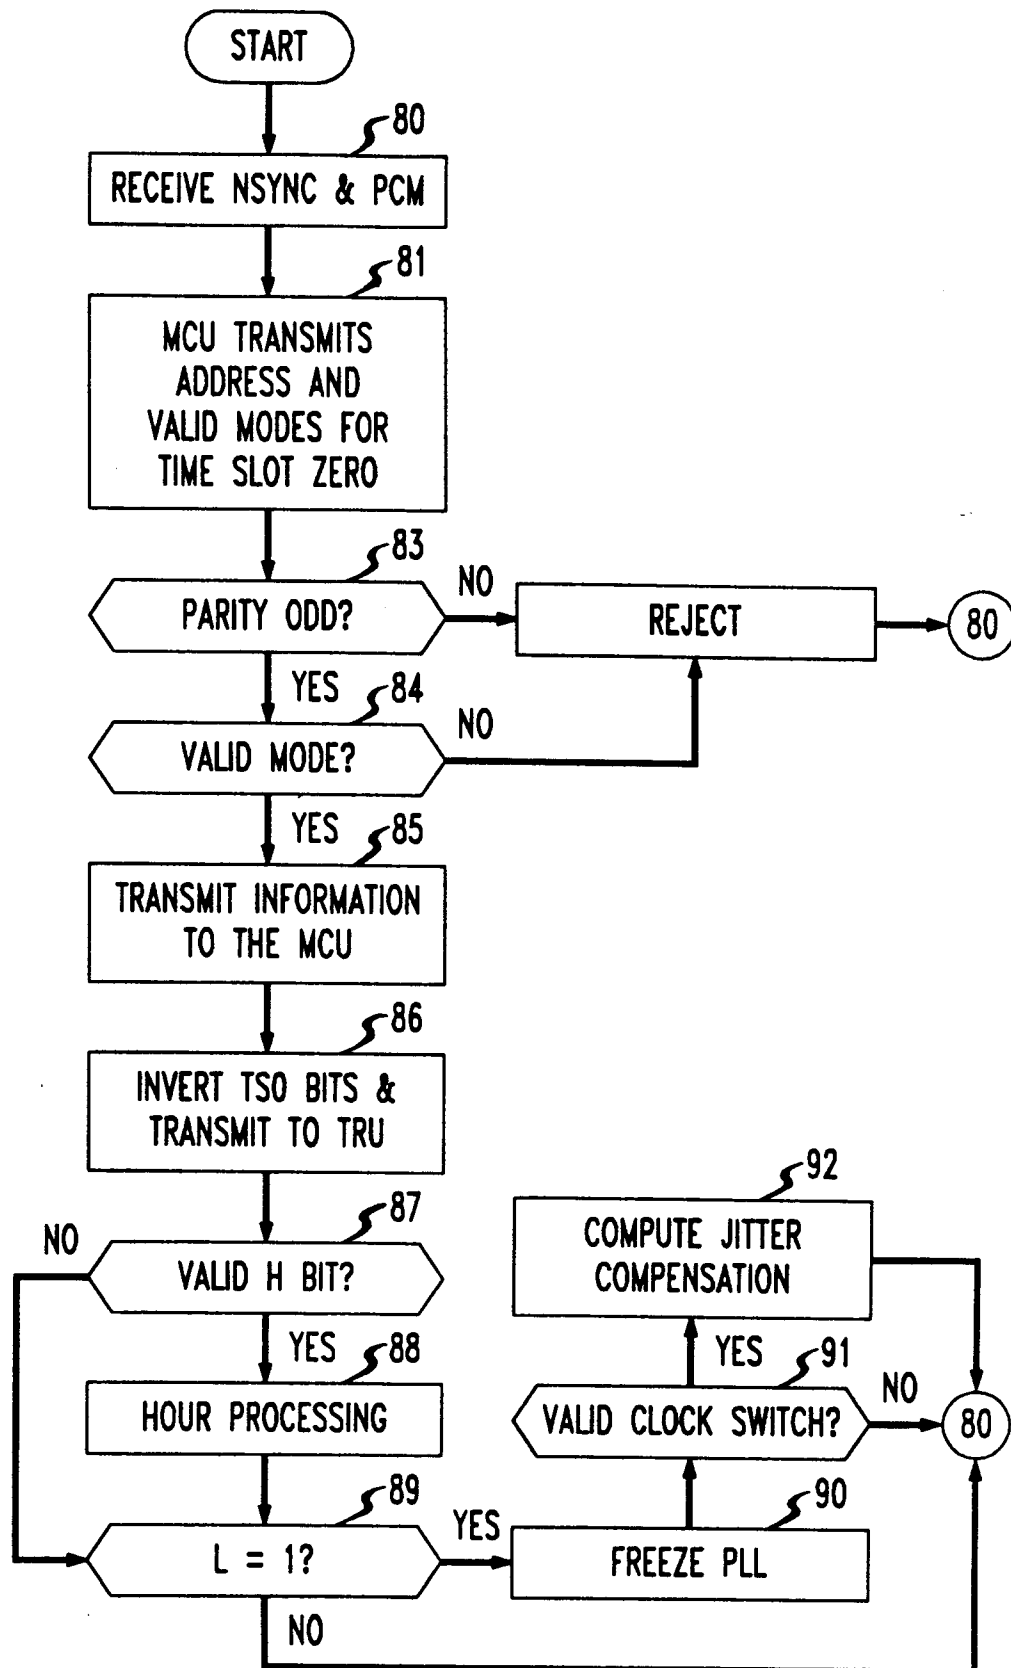 START
80
RECEIVE NSYNC & PCM
81
MCU TRANSMITS
ADDRESS AND
VALID MODES FOR
TIME SLOT ZERO
83
PARITY ODD?
NO
REJECT
80
YES
84
VALID MODE?
NO
YES
85
TRANSMIT INFORMATION
TO THE MCU
86
INVERT TSO BITS &
TRANSMIT TO TRU
87
NO
VALID H BIT?
YES
88
HOUR PROCESSING
89
L = 1?
YES
NO
90
FREEZE PLL
91
VALID CLOCK SWITCH?
YES
NO
92
COMPUTE JITTER
COMPENSATION
80